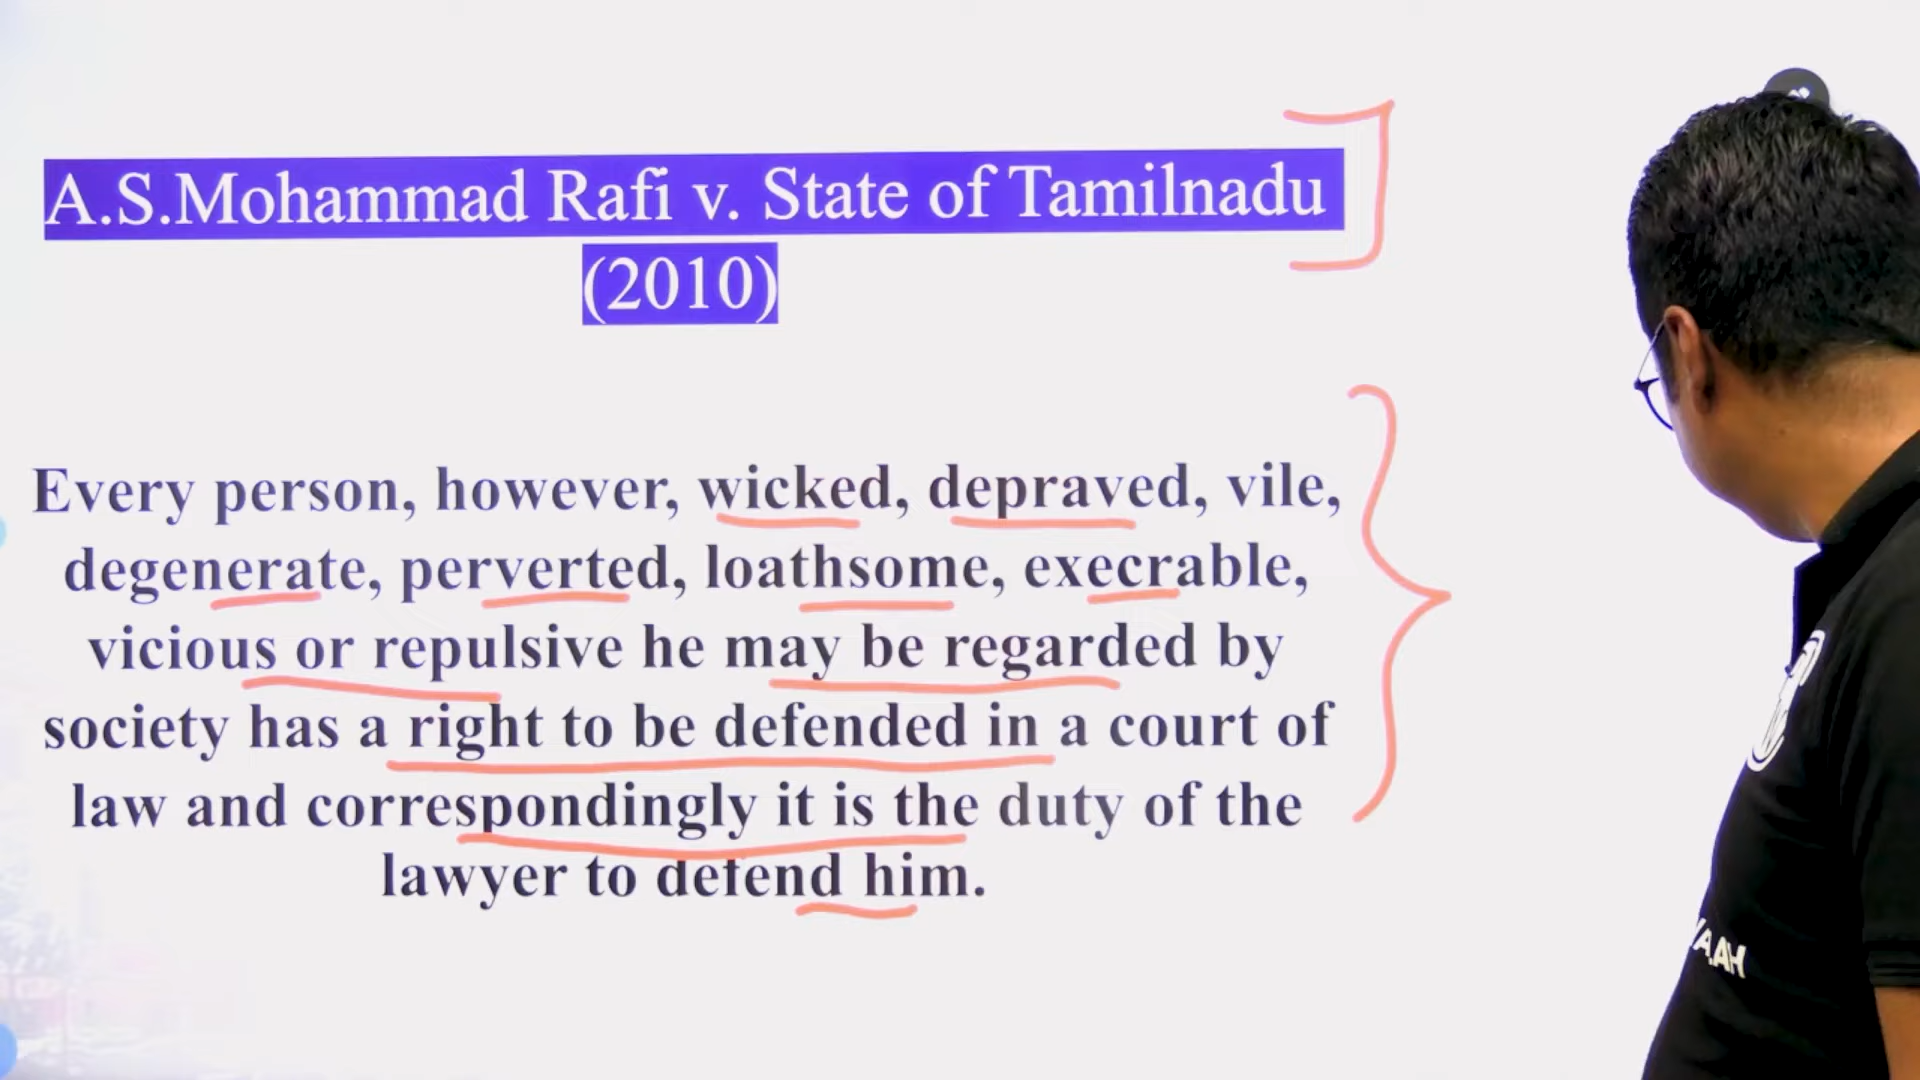 A.S.Mohammad Rafi v. State of Tamilnadu
(2010)
Every person, however, wicked, depraved, vile,
degenerate, perverted, loathsome, execrable,
vicious or repulsive he may be regarded by
society has a right to be defended in a court of
law and correspondingly it is the duty of the
lawyer to defend him.